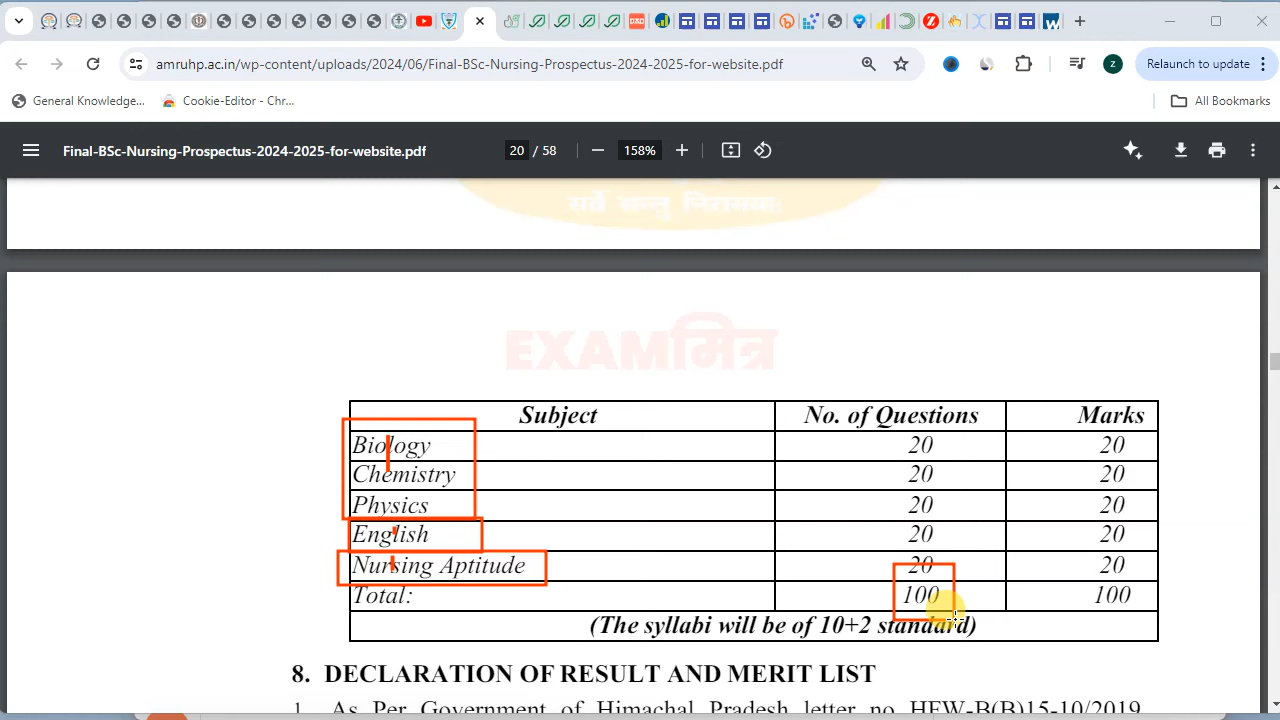 amruhp.ac.in/wp-content/uploads/2024/06/Final-BSc-Nursing-Prospectus-2024-2025-for-website.pdf
Relaunch to update
General Knowledge...
Cookie-Editor - Chr...
All Bookmarks
Final-BSc-Nursing-Prospectus-2024-2025-for-website.pdf
20 / 58
158%
सर्वे सन्तु निरामयाः
EXAMमित्र
Subject No. of Questions Marks
Biology 20 20
Chemistry 20 20
Physics 20 20
English 20 20
Nursing Aptitude 20 20
Total: 100 100
(The syllabi will be of 10+2 standard)
8. DECLARATION OF RESULT AND MERIT LIST
1. As Per Government of Himachal Pradesh letter no HFW-B(B)15-10/2019